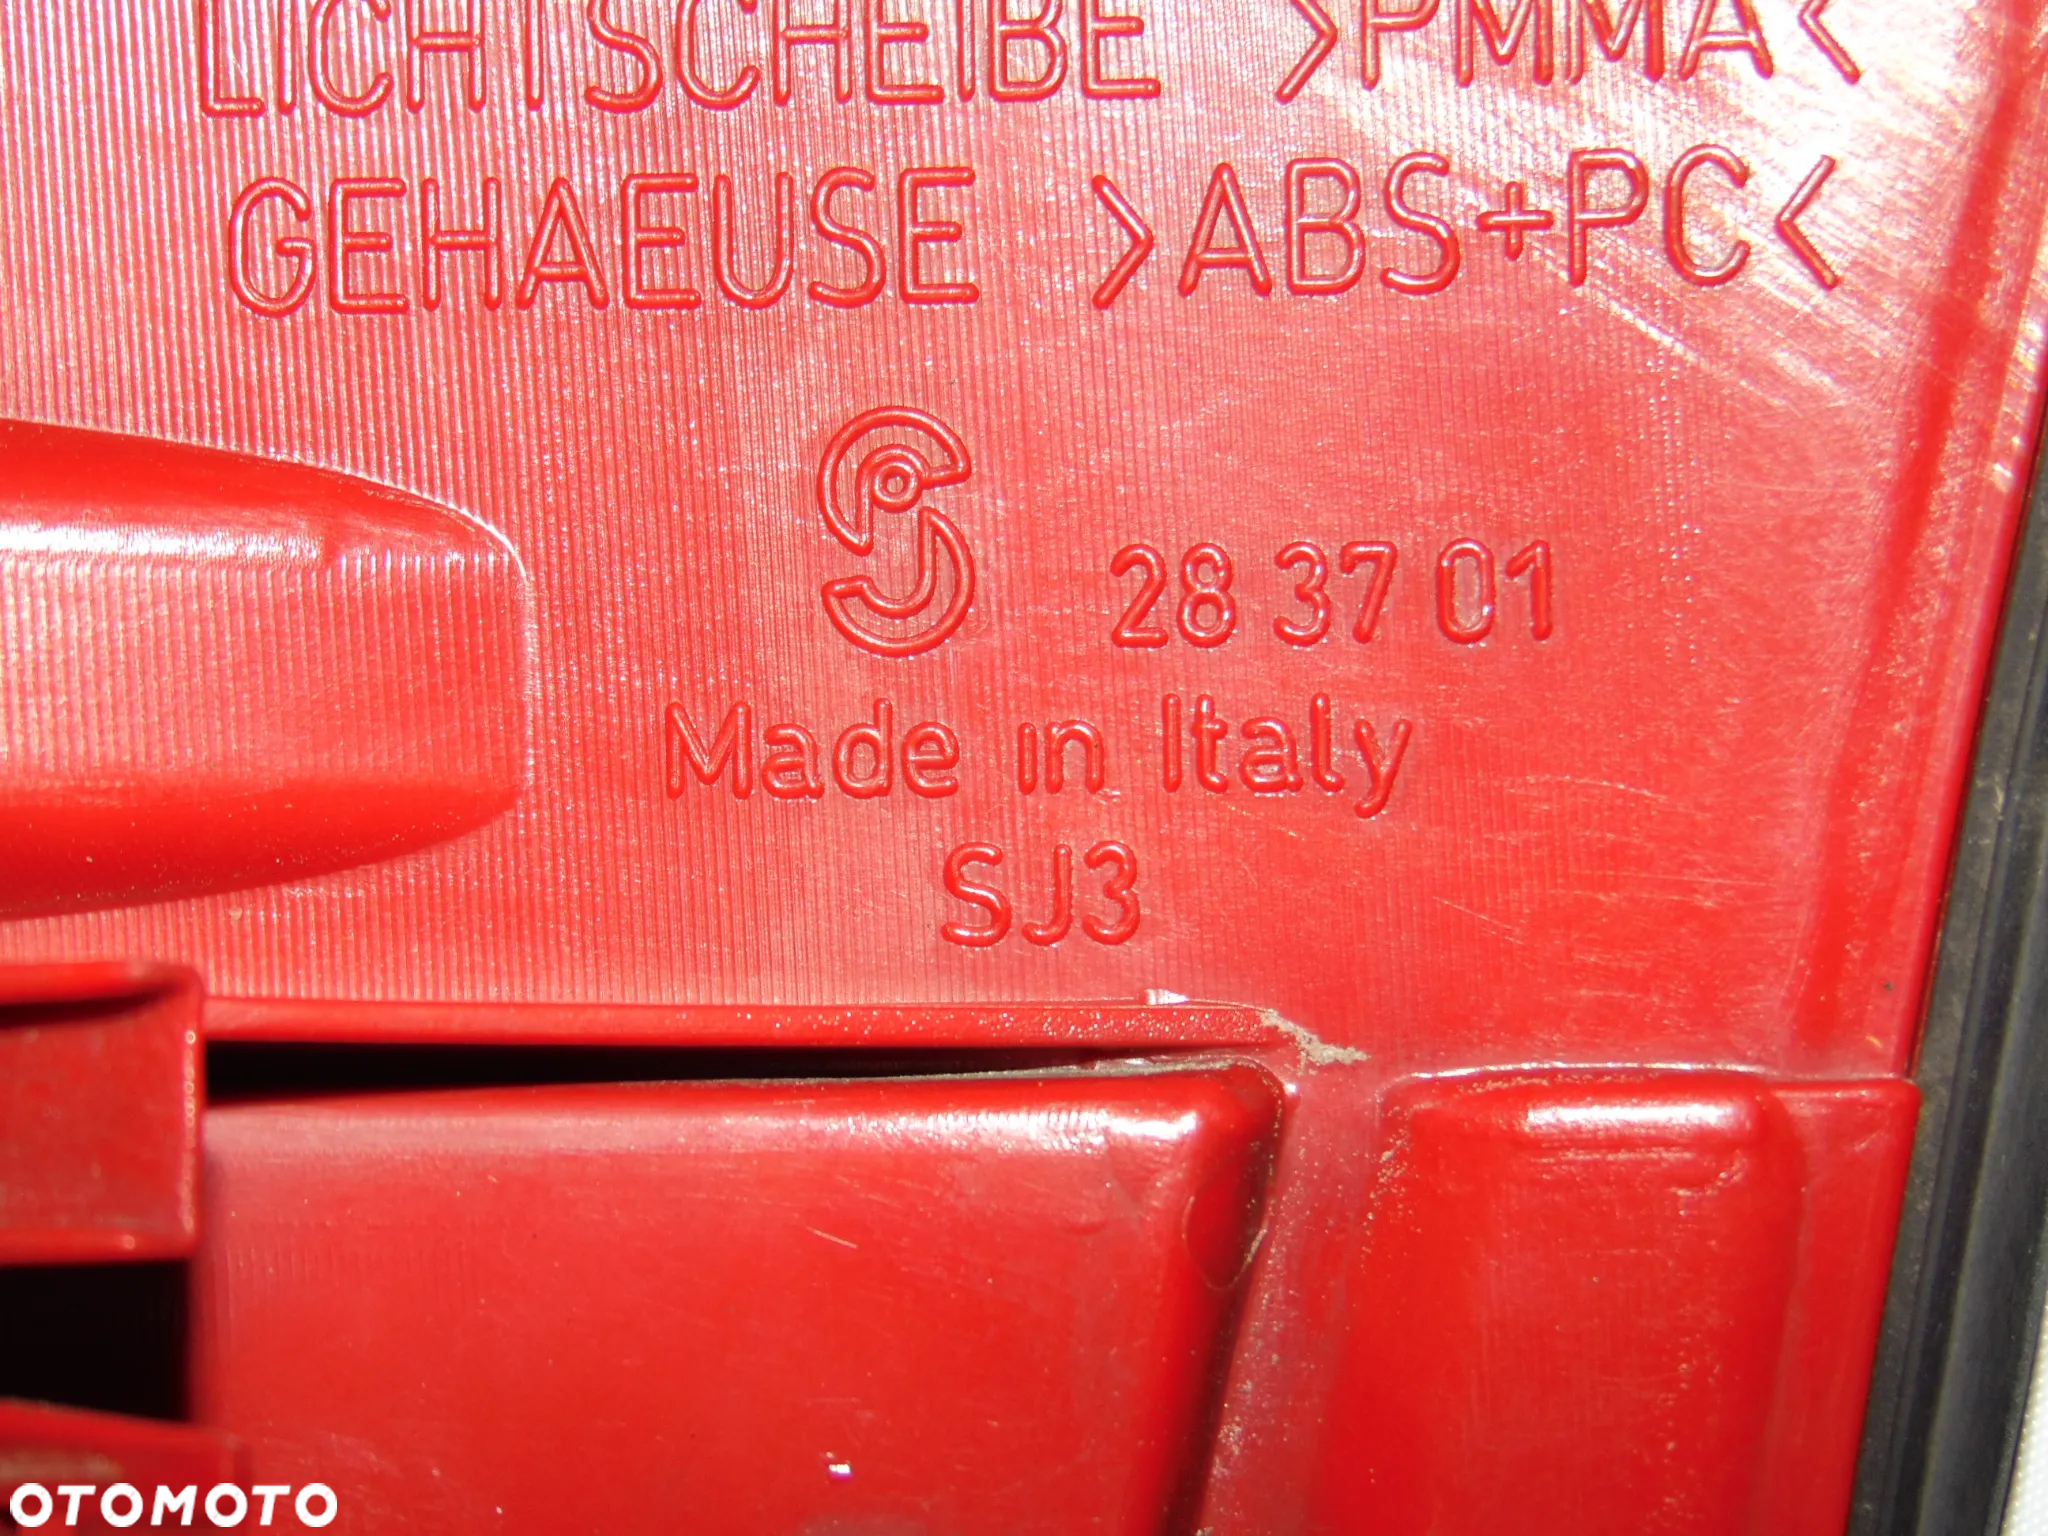 LICHTSCHEIBE >PMMA<
GEHAEUSE >ABS+PC<
28 37 01
Made in Italy
SJ3
OTOMOTO